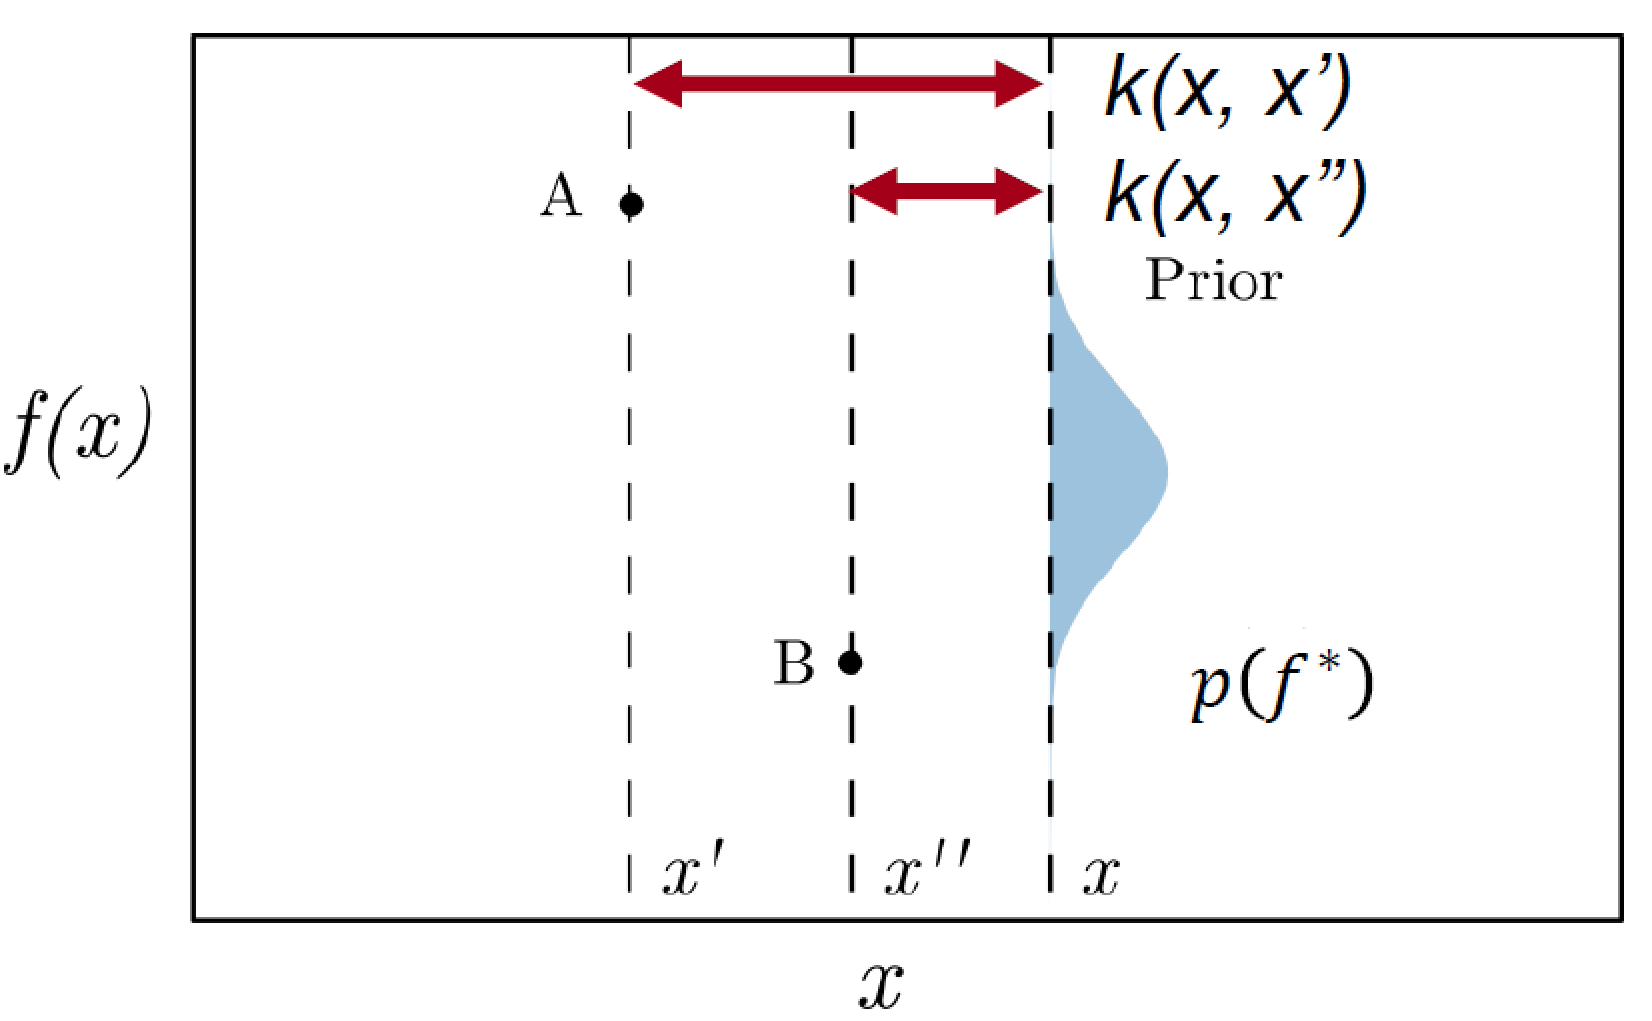 k(x, x’)
A
k(x, x”)
Prior
f(x)
B
p(f*)
x′
x′′
x
x